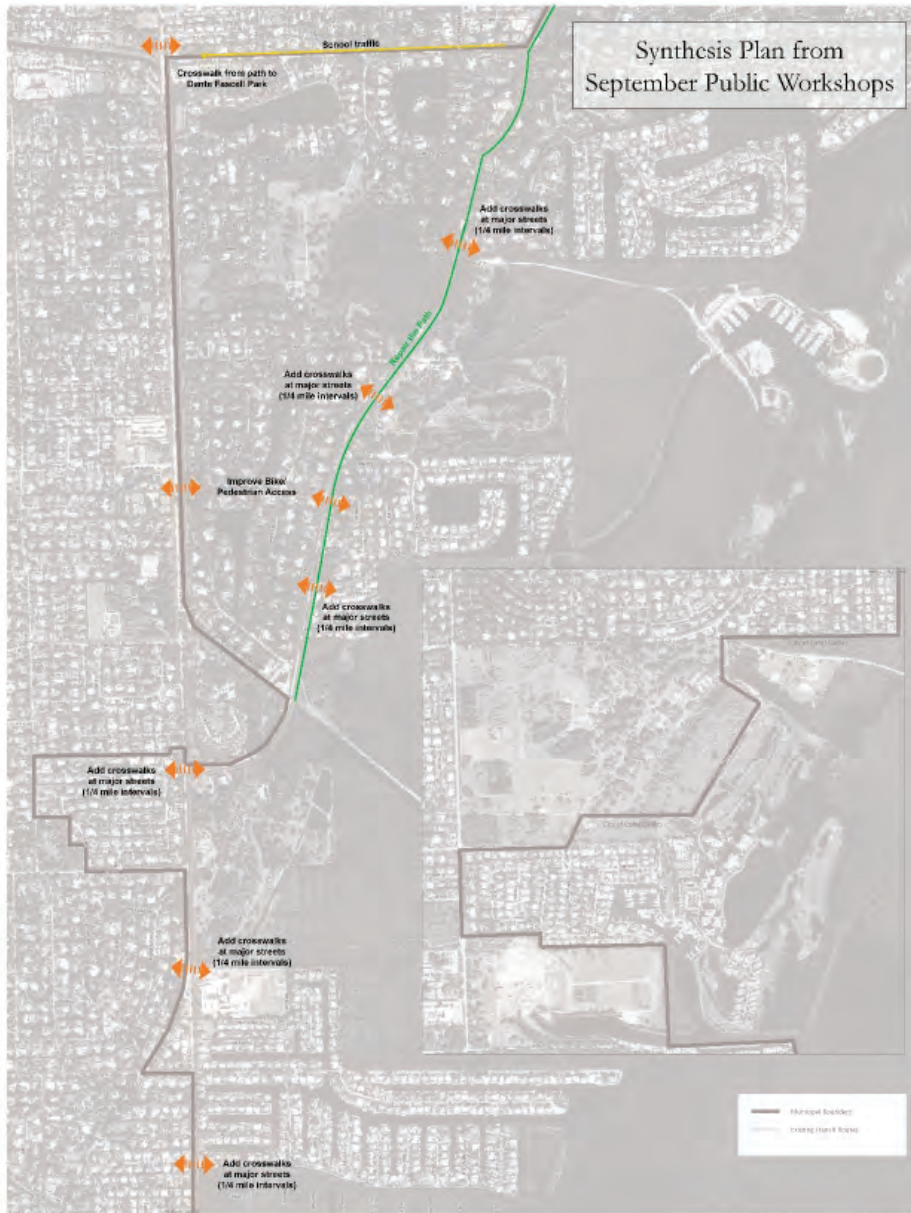 Synthesis Plan from
September Public Workshops
School traffic
Crosswalk from path to
Dante Fascell Park
Add crosswalks
at major streets
(1/4 mile intervals)
Repair the Path
Add crosswalks
at major streets
(1/4 mile intervals)
Improve Bike/
Pedestrian Access
Add crosswalks
at major streets
(1/4 mile intervals)
Add crosswalks
at major streets
(1/4 mile intervals)
Add crosswalks
at major streets
(1/4 mile intervals)
Add crosswalks
at major streets
(1/4 mile intervals)
Municipal Boundary
Existing Transit Routes